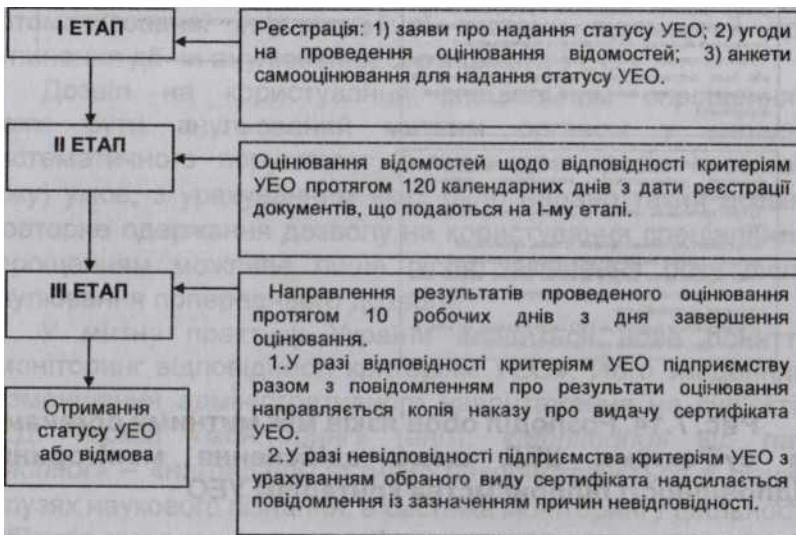 І ЕТАП
Реєстрація: 1) заяви про надання статусу УЕО; 2) угоди
на проведення оцінювання відомостей; 3) анкети
самооцінювання для надання статусу УЕО.
ІІ ЕТАП
Оцінювання відомостей щодо відповідності критеріям
УЕО протягом 120 календарних днів з дати реєстрації
документів, що подаються на І-му етапі.
ІІІ ЕТАП
Направлення результатів проведеного оцінювання
протягом 10 робочих днів з дня завершення
оцінювання.
1.У разі відповідності критеріям УЕО підприємству
разом з повідомленням про результати оцінювання
направляється копія наказу про видачу сертифіката
УЕО.
2.У разі невідповідності підприємства критеріям УЕО з
урахуванням обраного виду сертифіката надсилається
повідомлення із зазначенням причин невідповідності.
Отримання
статусу УЕО
або відмова